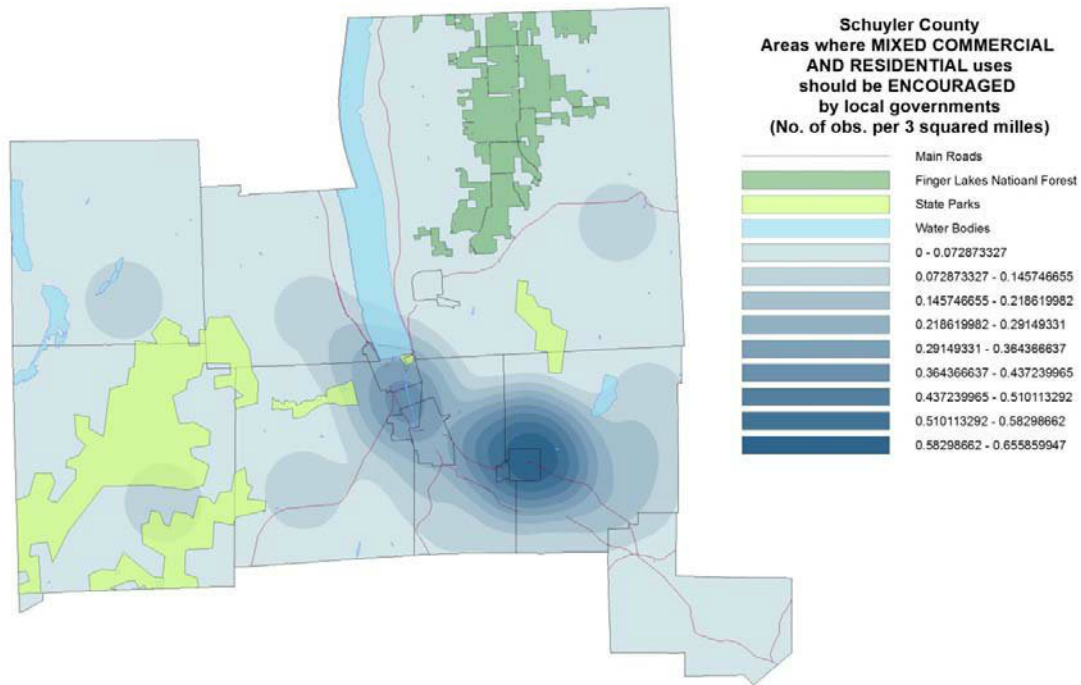 Schuyler County
Areas where MIXED COMMERCIAL
AND RESIDENTIAL uses
should be ENCOURAGED
by local governments
(No. of obs. per 3 squared milles)
Main Roads
Finger Lakes Natioanl Forest
State Parks
Water Bodies
0 - 0.072873327
0.072873327 - 0.145746655
0.145746655 - 0.218619982
0.218619982 - 0.29149331
0.29149331 - 0.364366637
0.364366637 - 0.437239965
0.437239965 - 0.510113292
0.510113292 - 0.58298662
0.58298662 - 0.655859947